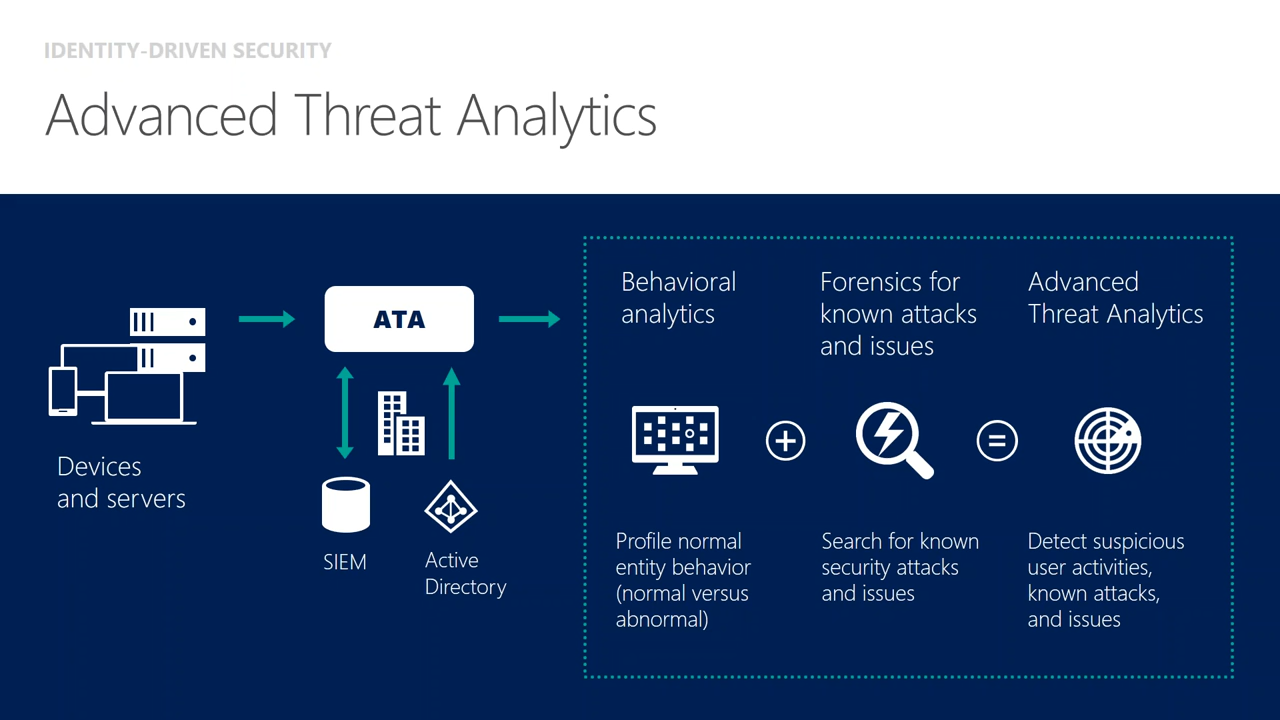 IDENTITY-DRIVEN SECURITY
Advanced Threat Analytics
Devices
and servers
ATA
SIEM
Active
Directory
Behavioral
analytics
Forensics for
known attacks
and issues
Advanced
Threat Analytics
Profile normal
entity behavior
(normal versus
abnormal)
Search for known
security attacks
and issues
Detect suspicious
user activities,
known attacks,
and issues